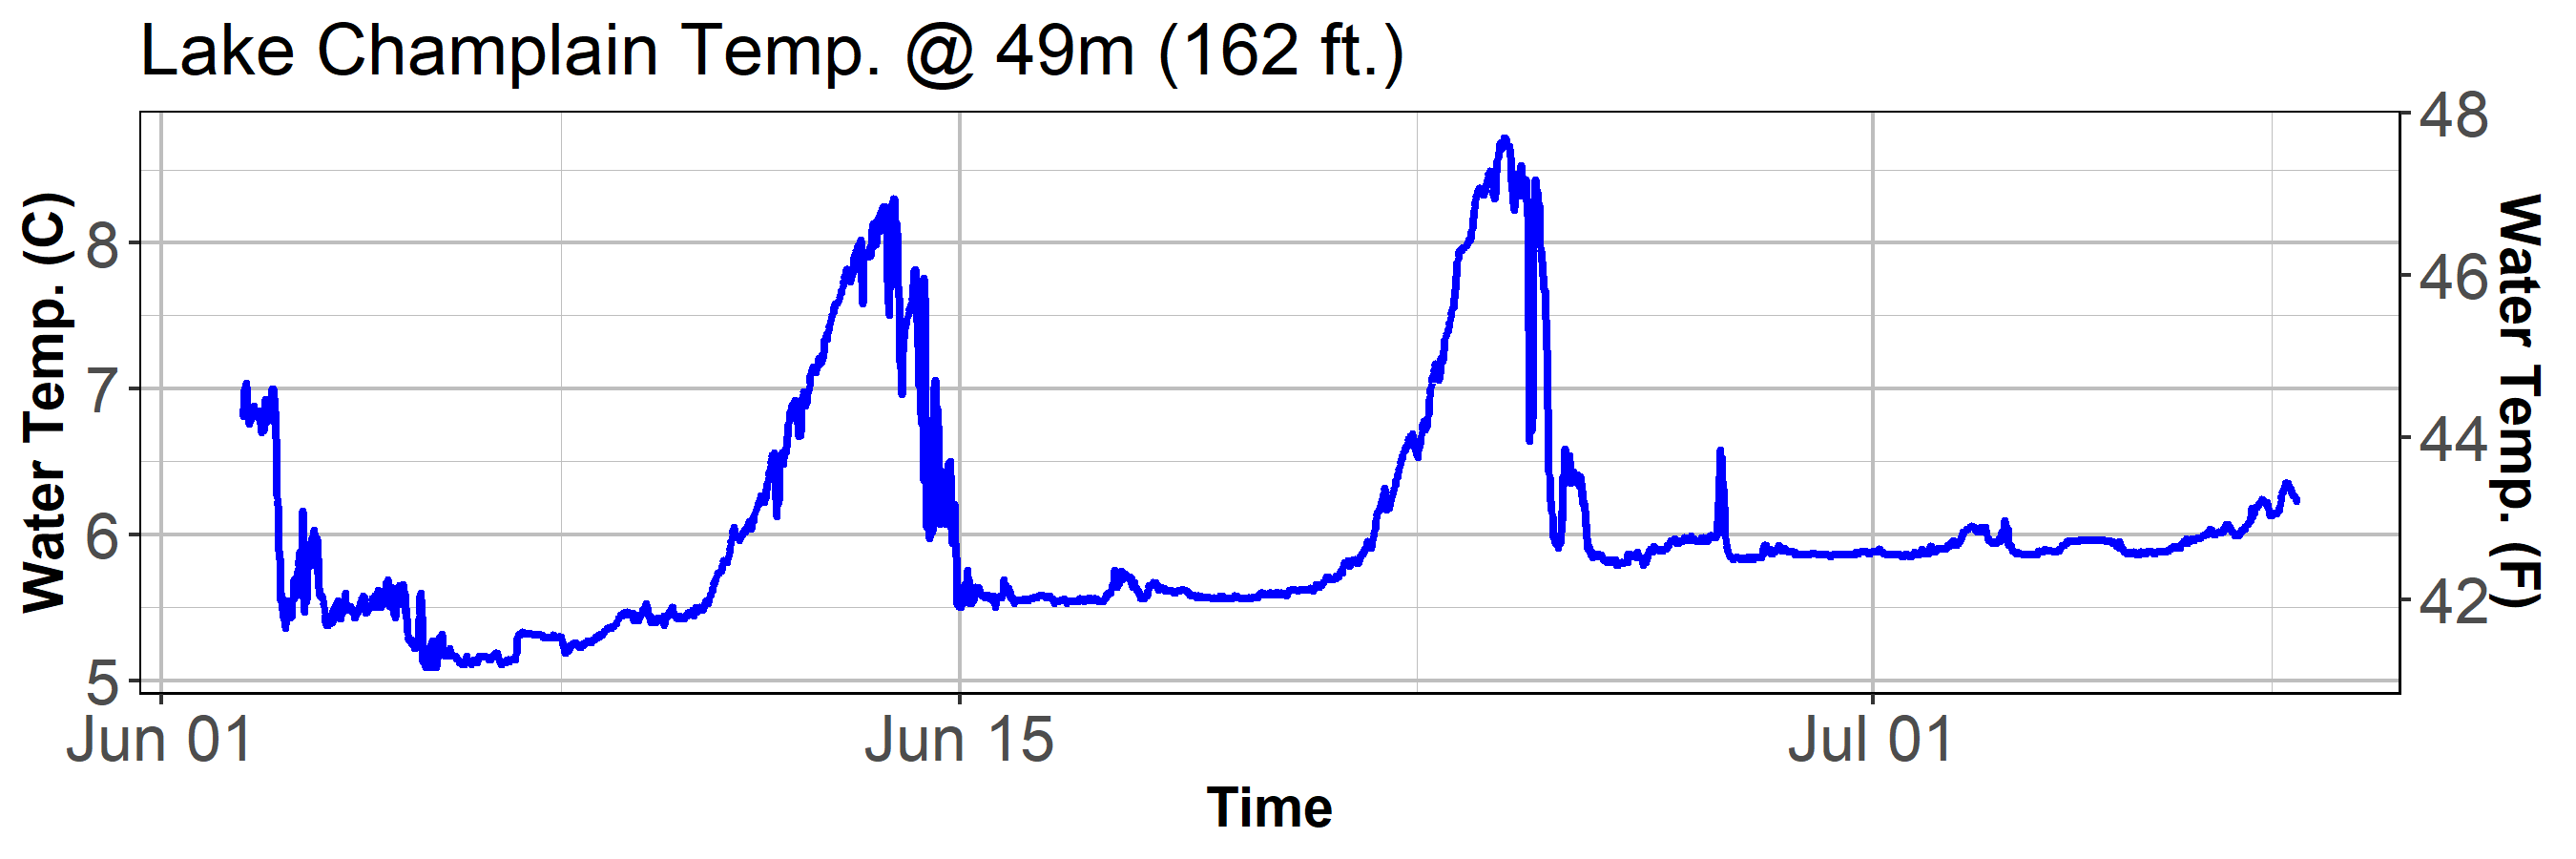 Lake Champlain Temp. @ 49m (162 ft.)
Water Temp. (C)
8
7
6
5
48
46
44
42
Water Temp. (F)
Jun 01
Jun 15
Jul 01
Time